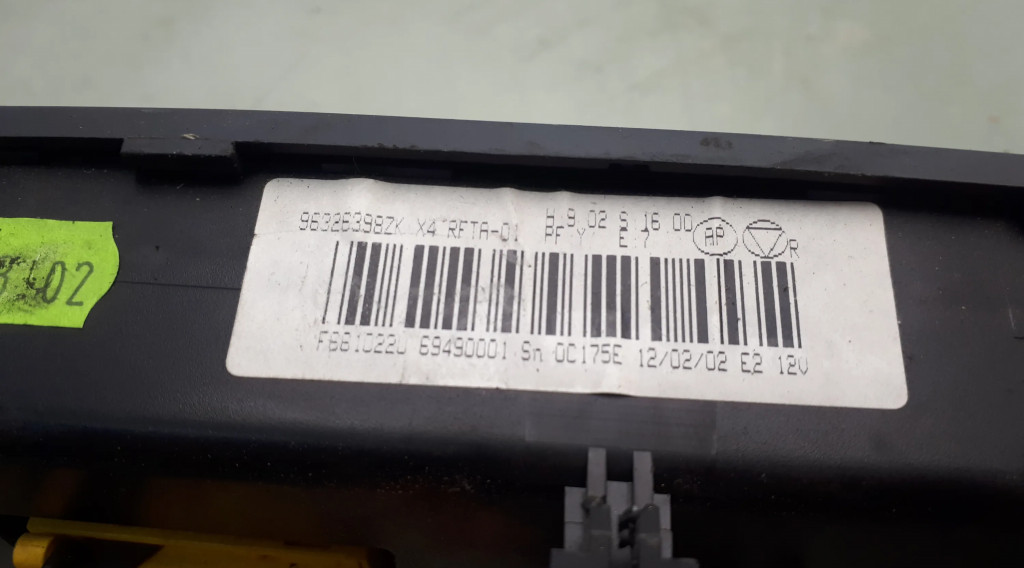 96326398ZK X4 RFTA-01 H.9.02 S.16.00
PF.Y E.7 AP R
F6610220 69490001 Sn 0C175E 12/02/02 E2 12V
02